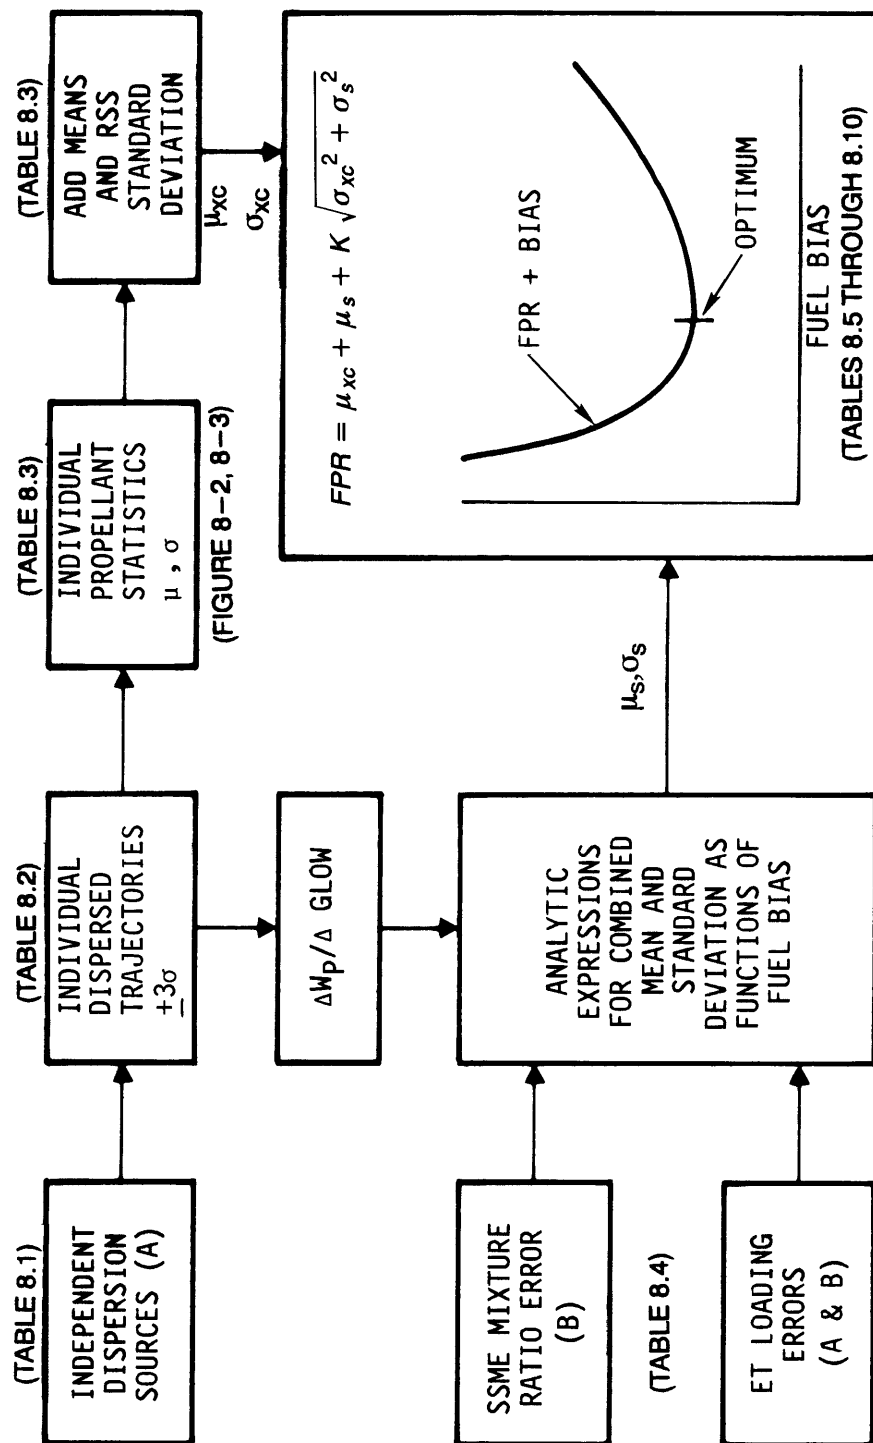 (TABLE 8.1)
INDEPENDENT
DISPERSION
SOURCES (A)
(TABLE 8.2)
INDIVIDUAL
DISPERSED
TRAJECTORIES
±3σ
(TABLE 8.3)
INDIVIDUAL
PROPELLANT
STATISTICS
μ , σ
(FIGURE 8–2, 8–3)
(TABLE 8.3)
ADD MEANS
AND RSS
STANDARD
DEVIATION
μxc
σxc
ΔWp/Δ GLOW
SSME MIXTURE
RATIO ERROR
(B)
(TABLE 8.4)
ET LOADING
ERRORS
(A & B)
ANALYTIC
EXPRESSIONS
FOR COMBINED
MEAN AND
STANDARD
DEVIATION AS
FUNCTIONS OF
FUEL BIAS
μs,σs
FPR = μxc + μs + K √σxc² + σs²
FPR + BIAS
OPTIMUM
FUEL BIAS
(TABLES 8.5 THROUGH 8.10)